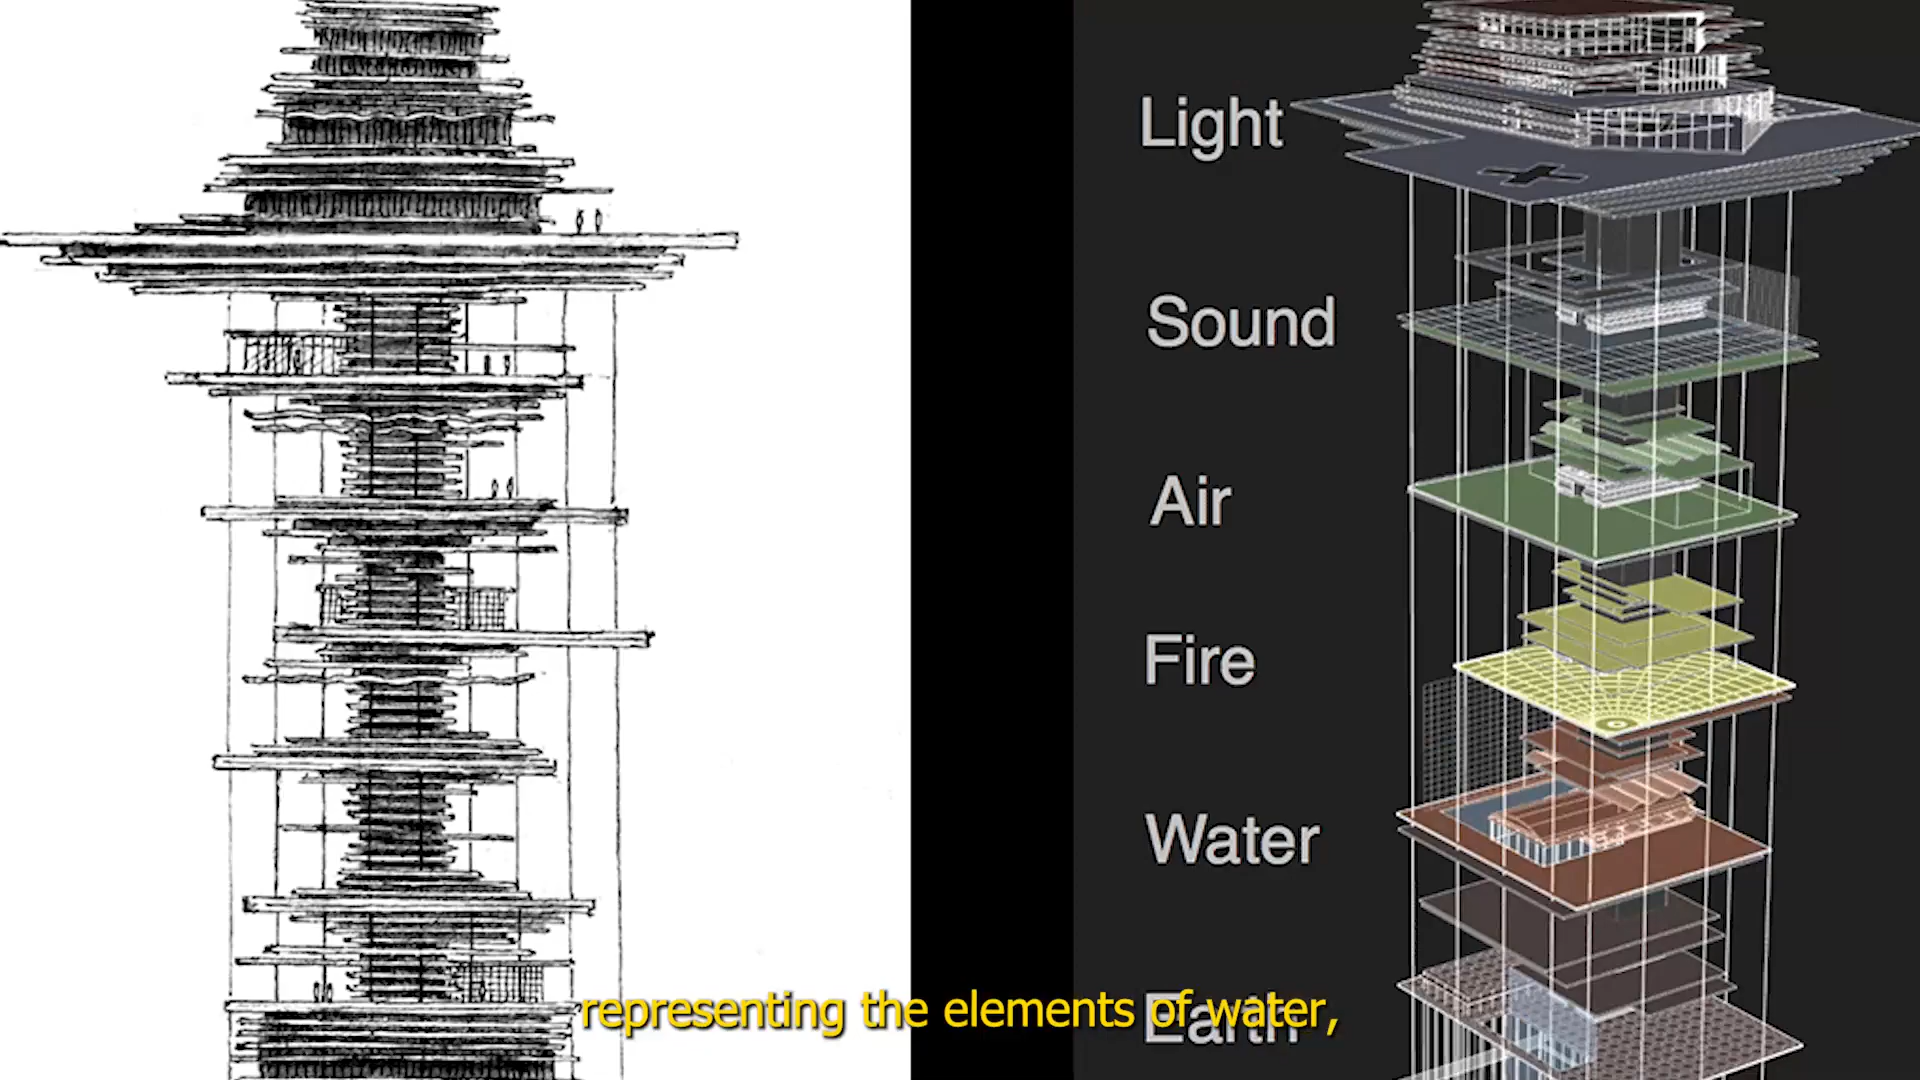 Light
Sound
Air
Fire
Water
Earth
representing the elements of water,